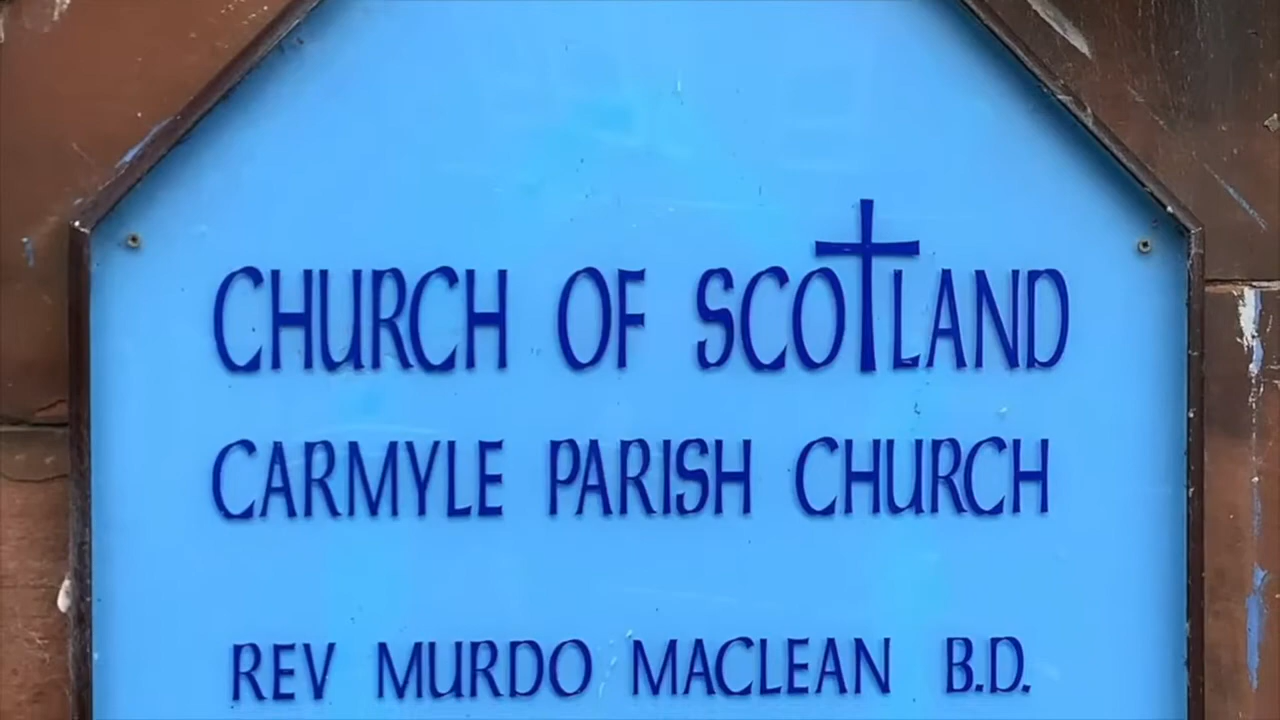 CHURCH OF SCOTLAND
CARMYLE PARISH CHURCH
REV MURDO MACLEAN B.D.